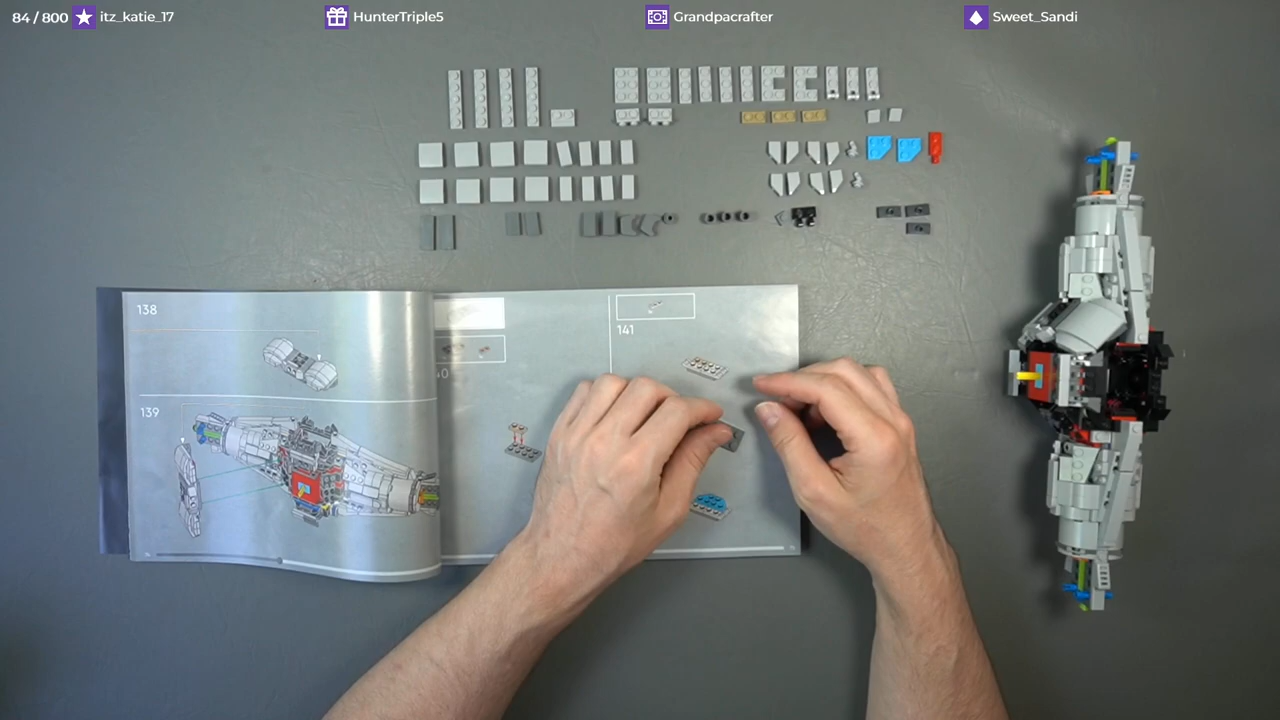 84 / 800
itz_katie_17
HunterTriple5
Grandpacrafter
Sweet_Sandi
138
139
141